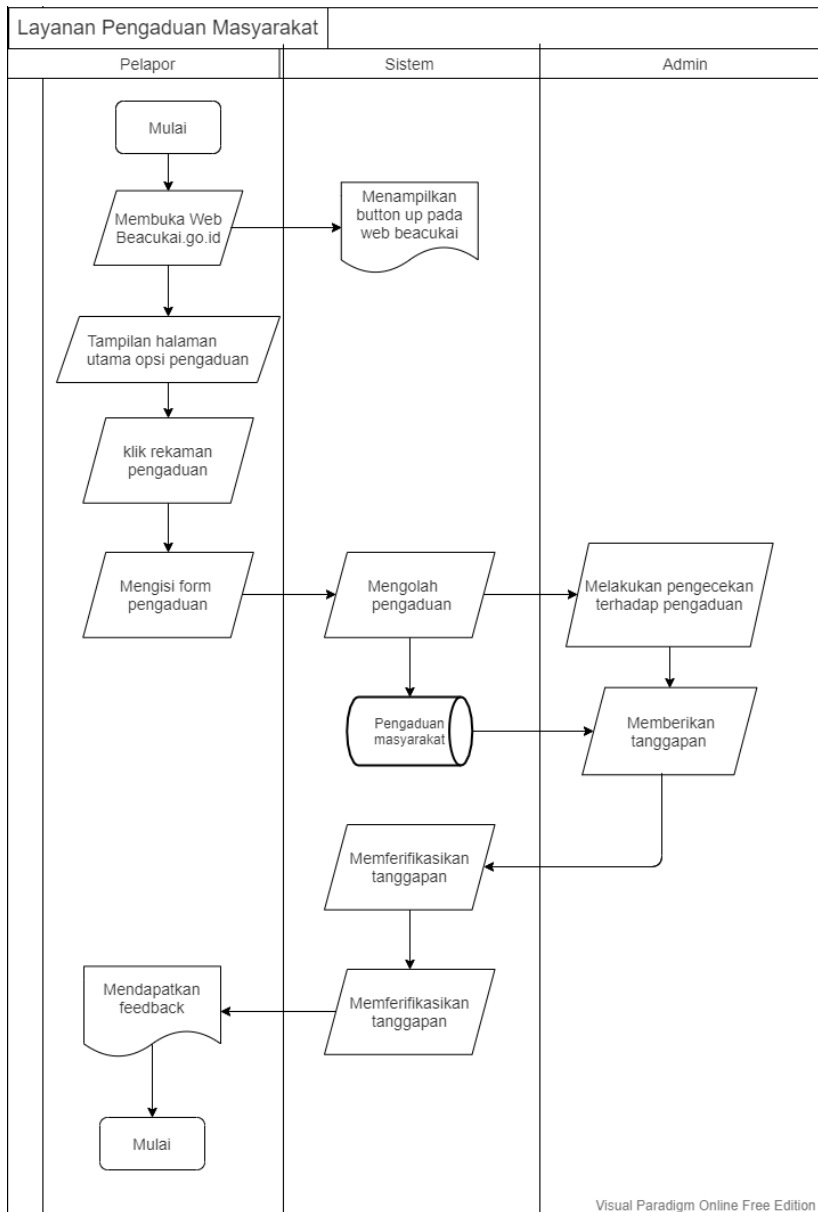 Layanan Pengaduan Masyarakat
Pelapor
Sistem
Admin
Mulai
Membuka Web
Beacukai.go.id
Menampilkan
button up pada
web beacukai
Tampilan halaman
utama opsi pengaduan
klik rekaman
pengaduan
Mengisi form
pengaduan
Mengolah
pengaduan
Melakukan pengecekan
terhadap pengaduan
Pengaduan
masyarakat
Memberikan
tanggapan
Memferifikasikan
tanggapan
Memferifikasikan
tanggapan
Mendapatkan
feedback
Mulai
Visual Paradigm Online Free Edition